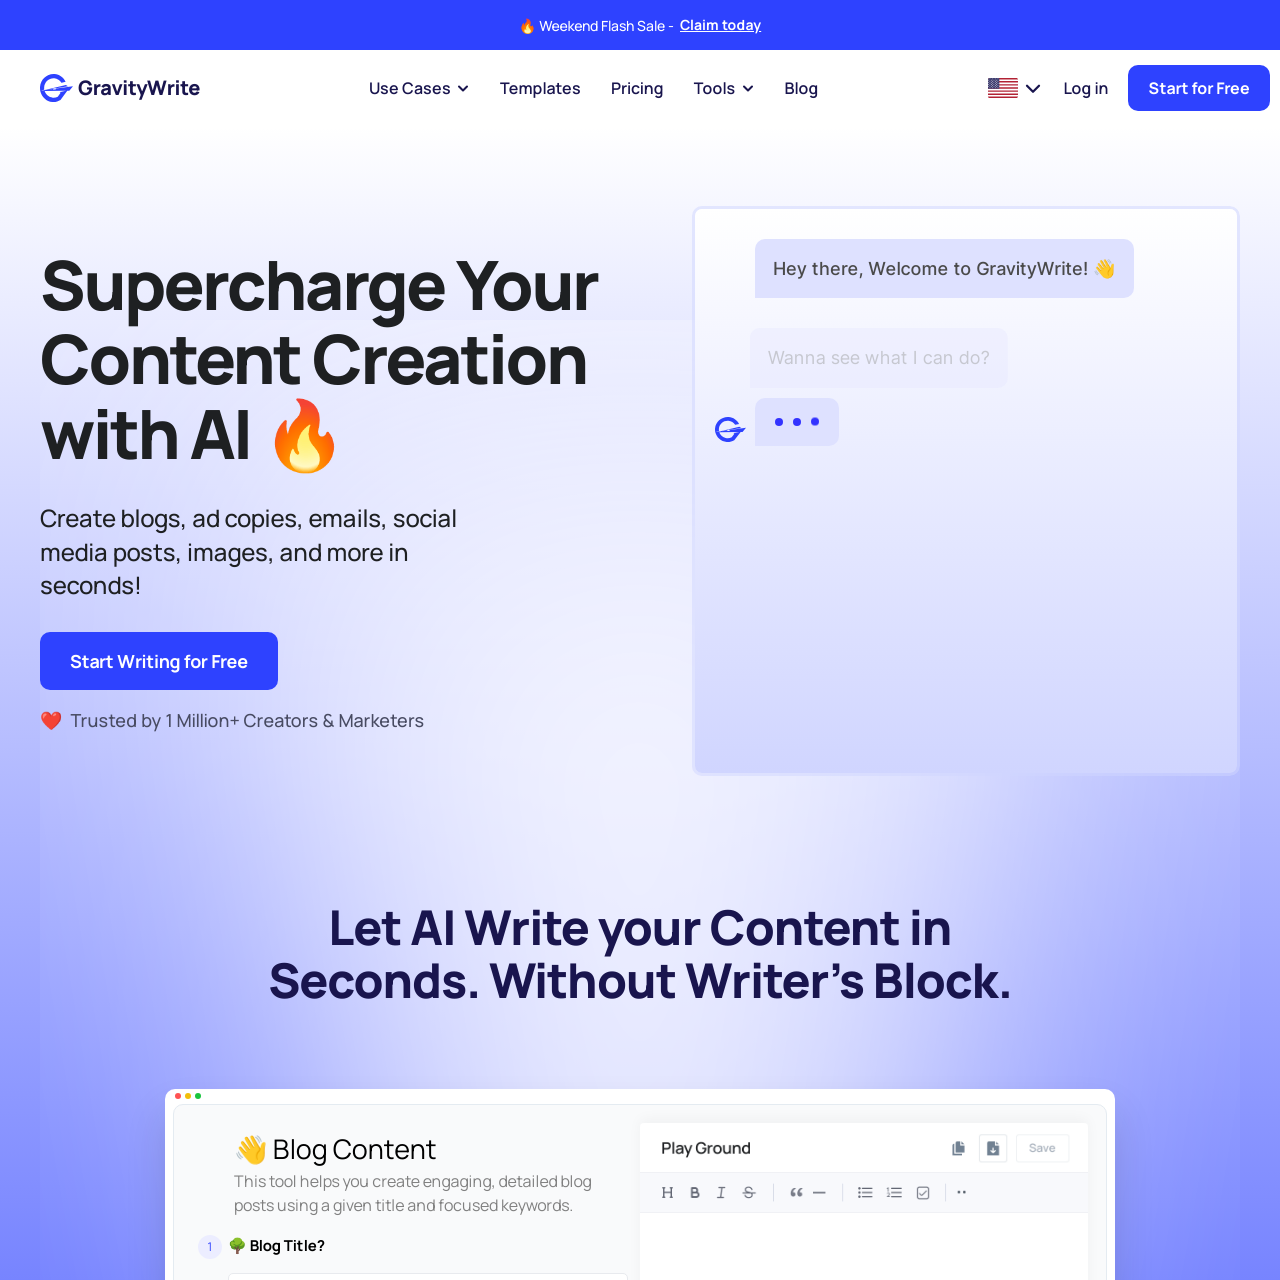 🔥 Weekend Flash Sale - Claim today
GravityWrite
Use Cases
Templates
Pricing
Tools
Blog
Log in
Start for Free
Supercharge Your
Content Creation
with AI 🔥
Create blogs, ad copies, emails, social
media posts, images, and more in
seconds!
Start Writing for Free
❤️ Trusted by 1 Million+ Creators & Marketers
Hey there, Welcome to GravityWrite! 👋
Wanna see what I can do?
Let AI Write your Content in
Seconds. Without Writer’s Block.
👋 Blog Content
This tool helps you create engaging, detailed blog
posts using a given title and focused keywords.
1 🌳 Blog Title?
Play Ground
Save
H B I S